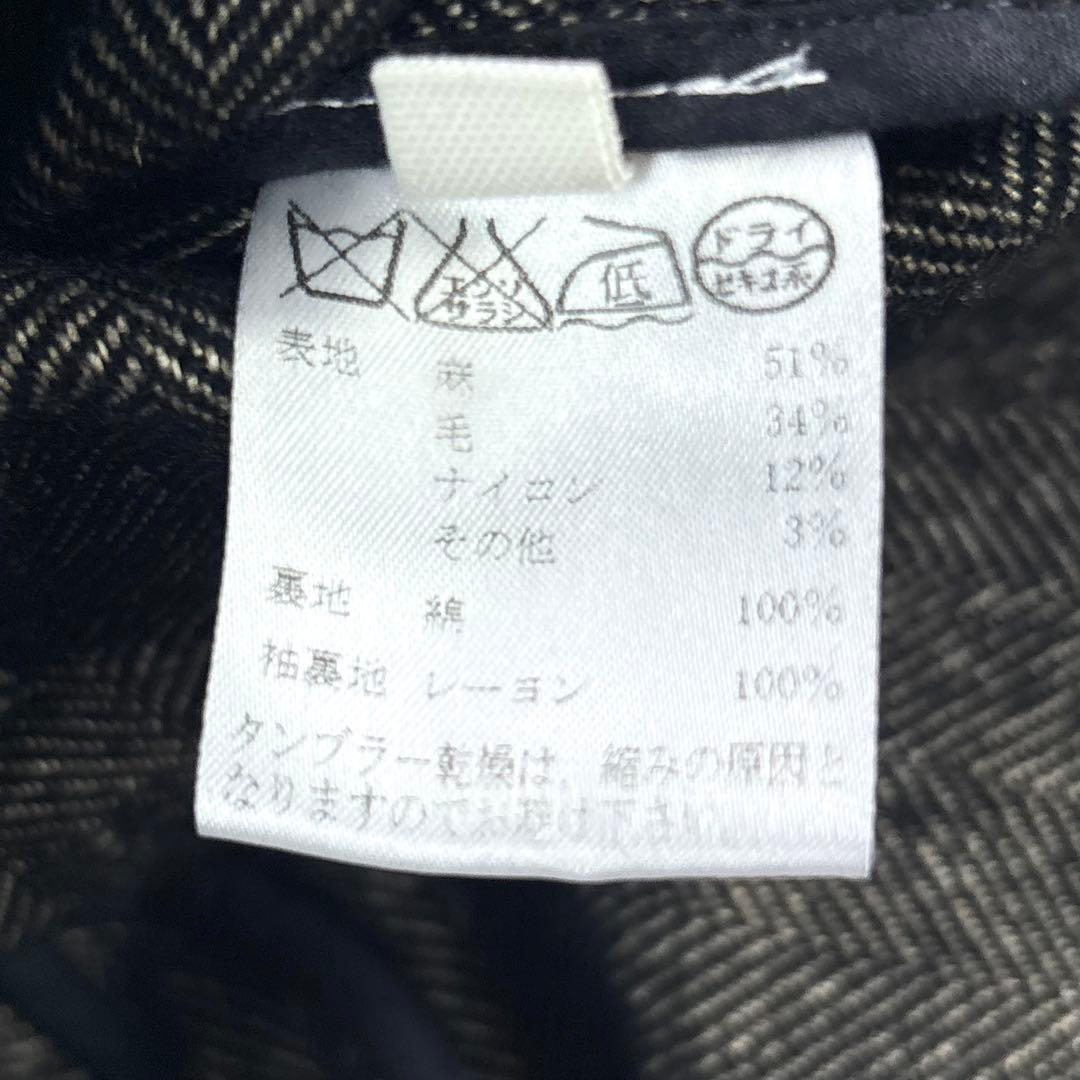 エンソ
サラシ
低
ドライ
セキユ系
表地 麻 51%
毛 34%
ナイロン 12%
その他 3%
裏地 綿 100%
袖裏地 レーヨン 100%
タンブラー乾燥は、縮みの原因と
なりますのでお避け下さい。